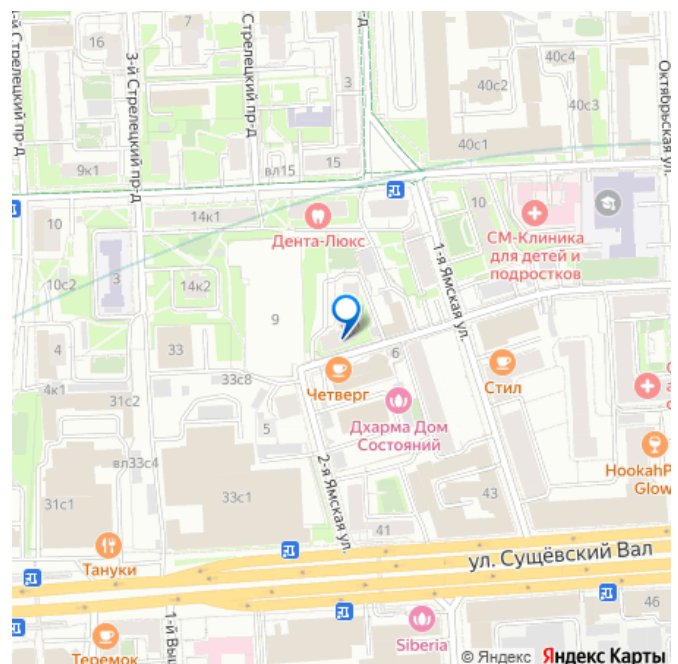 1-й Стрелецкий пр-д
16
3-й Стрелецкий пр-д
7
Стрелецкий пр-д
-д
3
40с4
40с2
40с3
Октябрьская ул.
40с1
9к1
вл15
15
10
14к1
Дента-Люкс
10
СМ-Клиника
для детей и
подростков
1-я Ямская ул.
3
10с2
14к2
9
4
33
6
33с8
Четверг
Стил
4к1
31с2
5
Дхарма Дом
Состояний
С
а
с
вл33с4
2-я Ямская ул.
HookahP
Glow
31с1
33с1
43
41
Тануки
ул. Сущёвский Вал
46
1-й Выш
Теремок
Siberia
© Яндекс Яндекс Карты